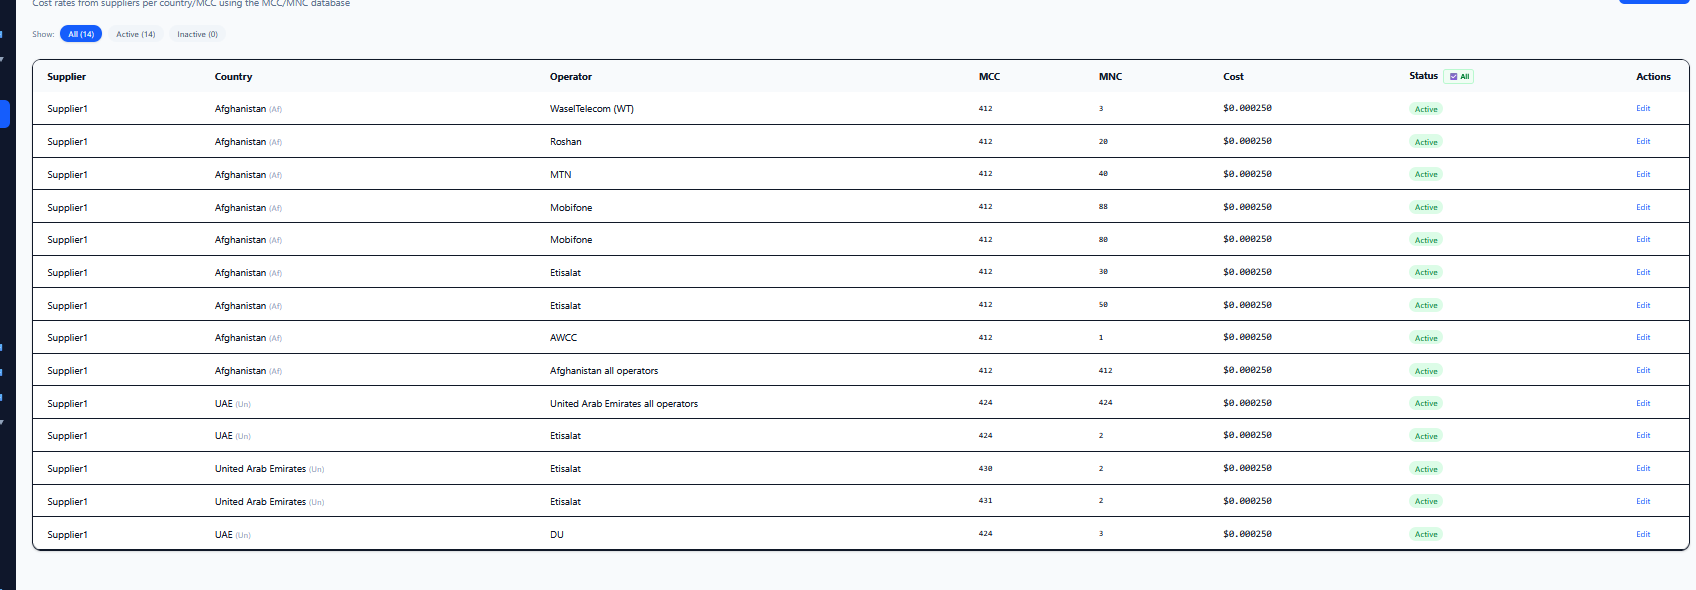 Cost rates from suppliers per country/MCC using the MCC/MNC database
Show: All (14) Active (14) Inactive (0)
Supplier Country Operator MCC MNC Cost Status All Actions
Supplier1 Afghanistan (Af) WaselTelecom (WT) 412 3 $0.000250 Active Edit
Supplier1 Afghanistan (Af) Roshan 412 20 $0.000250 Active Edit
Supplier1 Afghanistan (Af) MTN 412 40 $0.000250 Active Edit
Supplier1 Afghanistan (Af) Mobifone 412 88 $0.000250 Active Edit
Supplier1 Afghanistan (Af) Mobifone 412 80 $0.000250 Active Edit
Supplier1 Afghanistan (Af) Etisalat 412 30 $0.000250 Active Edit
Supplier1 Afghanistan (Af) Etisalat 412 50 $0.000250 Active Edit
Supplier1 Afghanistan (Af) AWCC 412 1 $0.000250 Active Edit
Supplier1 Afghanistan (Af) Afghanistan all operators 412 412 $0.000250 Active Edit
Supplier1 UAE (Un) United Arab Emirates all operators 424 424 $0.000250 Active Edit
Supplier1 UAE (Un) Etisalat 424 2 $0.000250 Active Edit
Supplier1 United Arab Emirates (Un) Etisalat 430 2 $0.000250 Active Edit
Supplier1 United Arab Emirates (Un) Etisalat 431 2 $0.000250 Active Edit
Supplier1 UAE (Un) DU 424 3 $0.000250 Active Edit